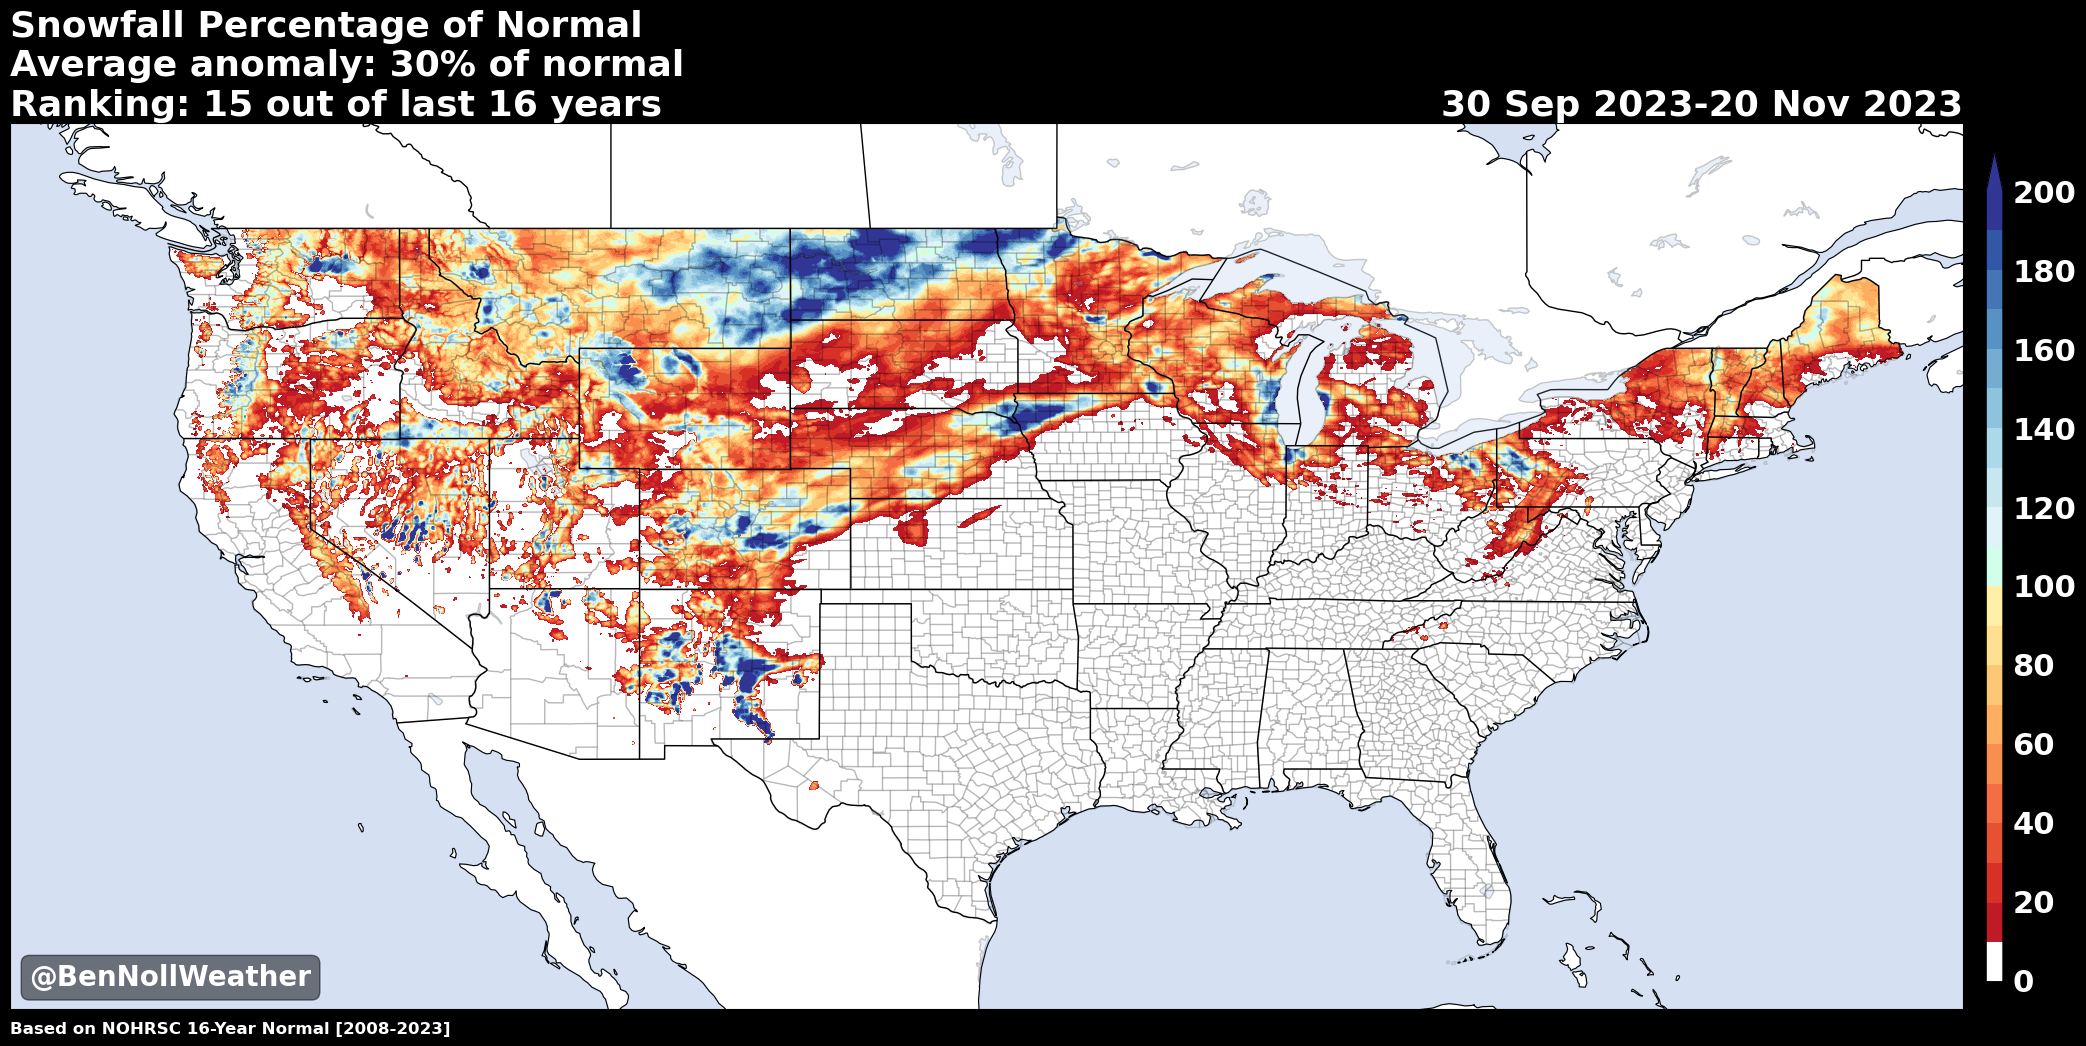 Snowfall Percentage of Normal
Average anomaly: 30% of normal
Ranking: 15 out of last 16 years
30 Sep 2023-20 Nov 2023
200
180
160
140
120
100
80
60
40
20
0
@BenNollWeather
Based on NOHRSC 16-Year Normal [2008-2023]